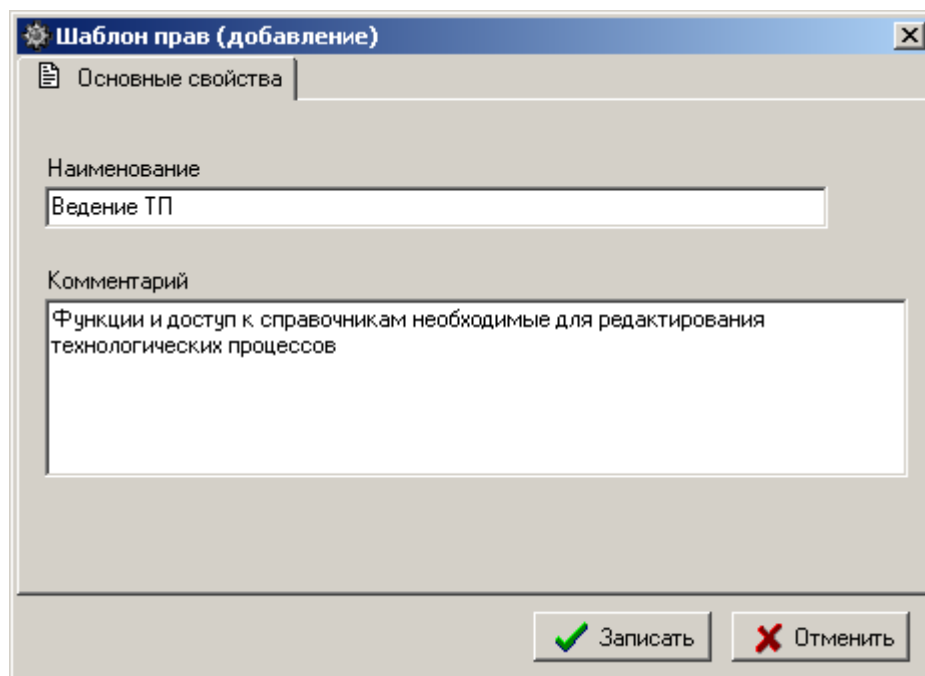 Шаблон прав (добавление)
Основные свойства
Наименование
Ведение ТП
Комментарий
Функции и доступ к справочникам необходимые для редактирования
технологических процессов
Записать
Отменить